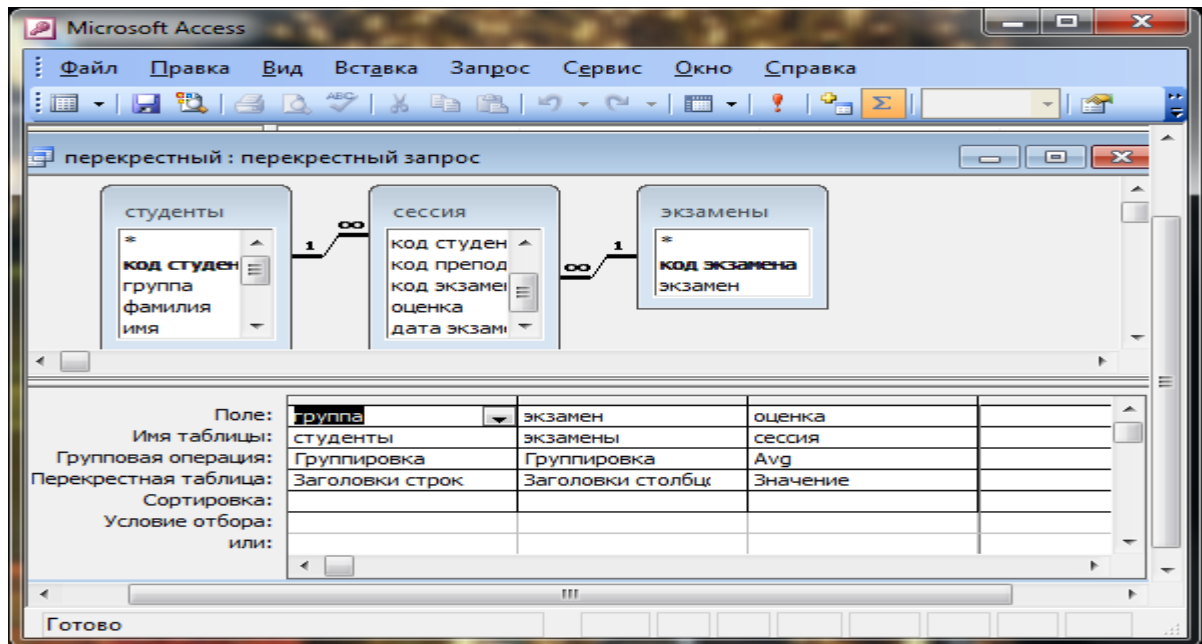 Microsoft Access
Файл Правка Вид Вставка Запрос Сервис Окно Справка
перекрестный : перекрестный запрос
студенты сессия экзамены
* код студен *
код студен код препод код экзамена
группа код экзамен экзамен
фамилия оценка
имя дата экзам
1 ∞ ∞ 1
Поле: группа экзамен оценка
Имя таблицы: студенты экзамены сессия
Групповая операция: Группировка Группировка Avg
Перекрестная таблица: Заголовки строк Заголовки столбцо Значение
Сортировка:
Условие отбора:
или:
Готово